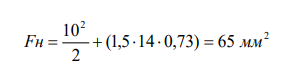 Fн = 10²/2 + (1,5·14·0,73) = 65 мм²